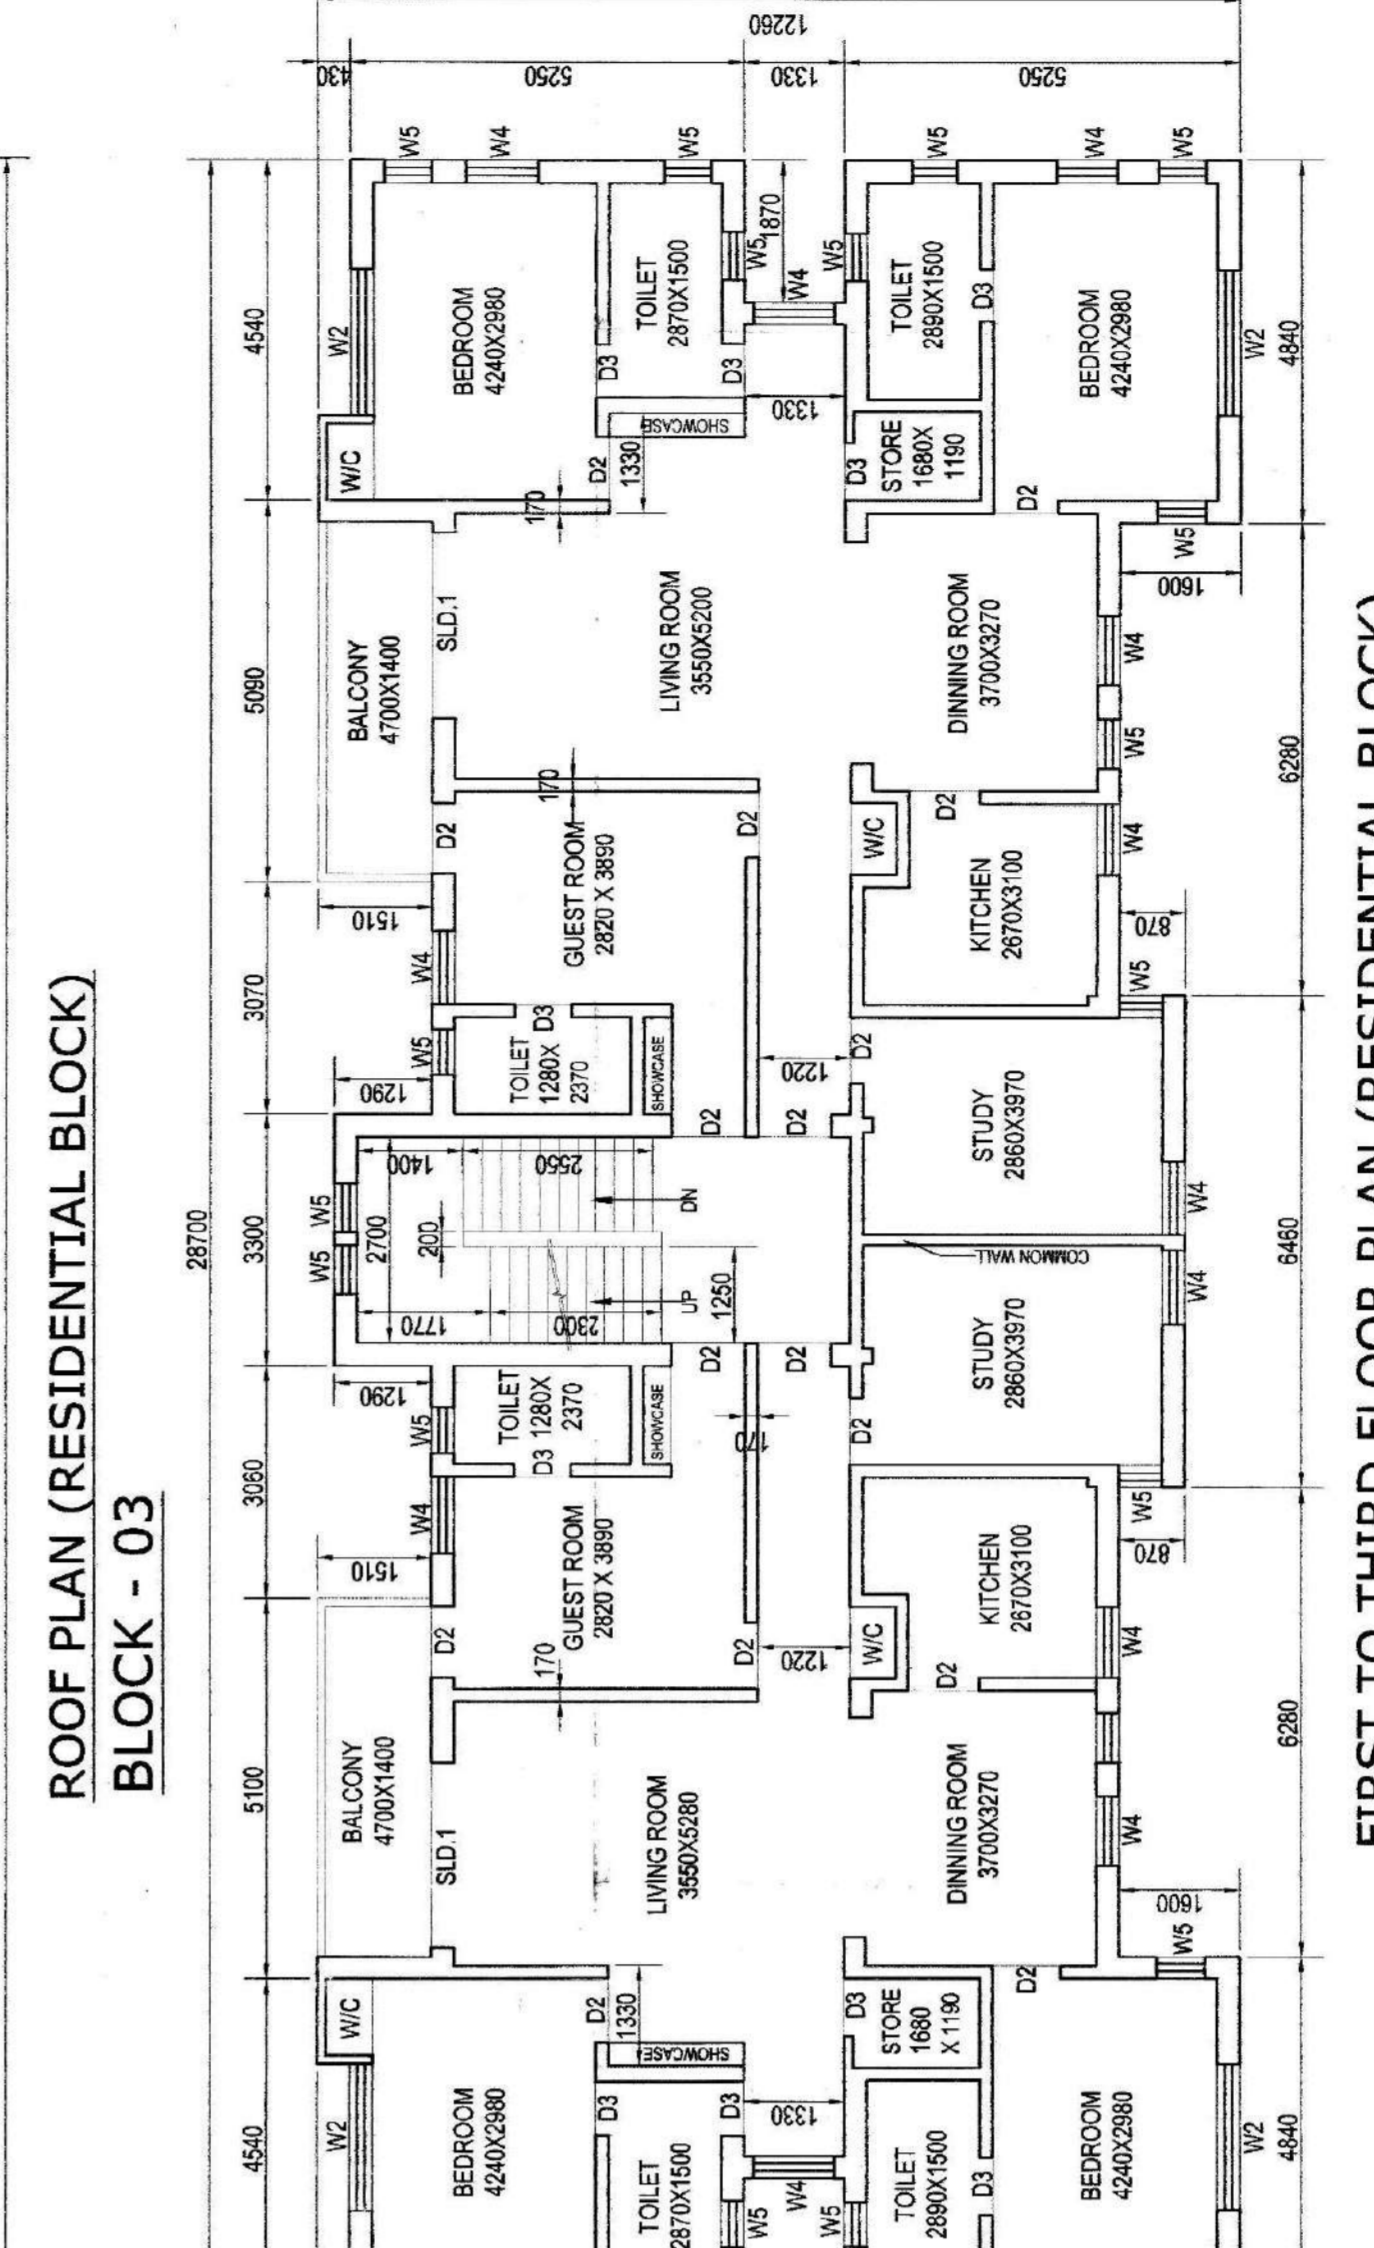 ROOF PLAN (RESIDENTIAL BLOCK)
BLOCK - 03
12260
430
5250
1330
5250
28700
4540
5090
3070
3300
3060
5100
4540
4840
6280
6460
6280
4840
W5
W4
W5
W5
W4
W5
W2
BEDROOM
4240X2980
TOILET
2870X1500
W5
1870
W4
W5
TOILET
2890X1500
D3
BEDROOM
4240X2980
W2
W/C
D3
D3
SHOWCASE
1330
D2
1330
170
D3
STORE
1680X
1190
D2
W5
1600
BALCONY
4700X1400
SLD.1
LIVING ROOM
3550X5200
DINNING ROOM
3700X3270
W4
W5
170
D2
GUEST ROOM
2820 X 3890
D2
W/C
D2
KITCHEN
2670X3100
W4
870
W5
1510
W4
D3
W5
TOILET
1280X
2370
SHOWCASE
1290
1220
D2
D2
D2
STUDY
2860X3970
W4
1400
2550
W5
W5
2700
200
DN
UP
1250
1770
2300
COMMON WALL
STUDY
2860X3970
W4
D2
D2
1290
W5
TOILET
1280X
2370
D3
SHOWCASE
170
D2
W5
870
W4
1510
GUEST ROOM
2820 X 3890
KITCHEN
2670X3100
D2
170
D2
1220
W/C
D2
W4
BALCONY
4700X1400
SLD.1
LIVING ROOM
3550X5280
DINNING ROOM
3700X3270
W4
1600
W5
W/C
D2
1330
SHOWCASE
D3
STORE
1680
X 1190
D2
W2
BEDROOM
4240X2980
D3
D3
1330
TOILET
2870X1500
W5
W4
W5
TOILET
2890X1500
D3
BEDROOM
4240X2980
W2
FIRST TO THIRD FLOOR PLAN (RESIDENTIAL BLOCK)